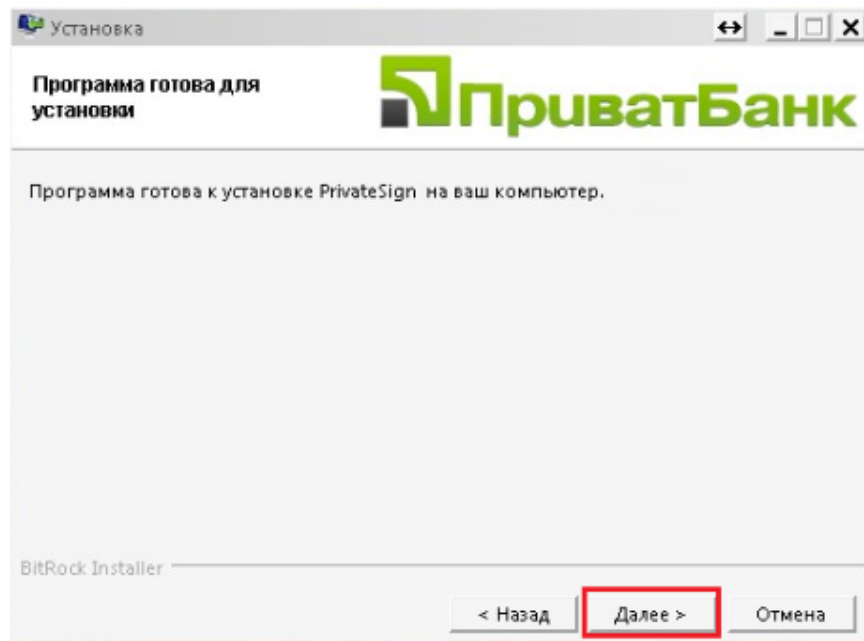 Установка
Программа готова для
установки
ПриватБанк
Программа готова к установке PrivateSign на ваш компьютер.
BitRock Installer
< Назад
Далее >
Отмена